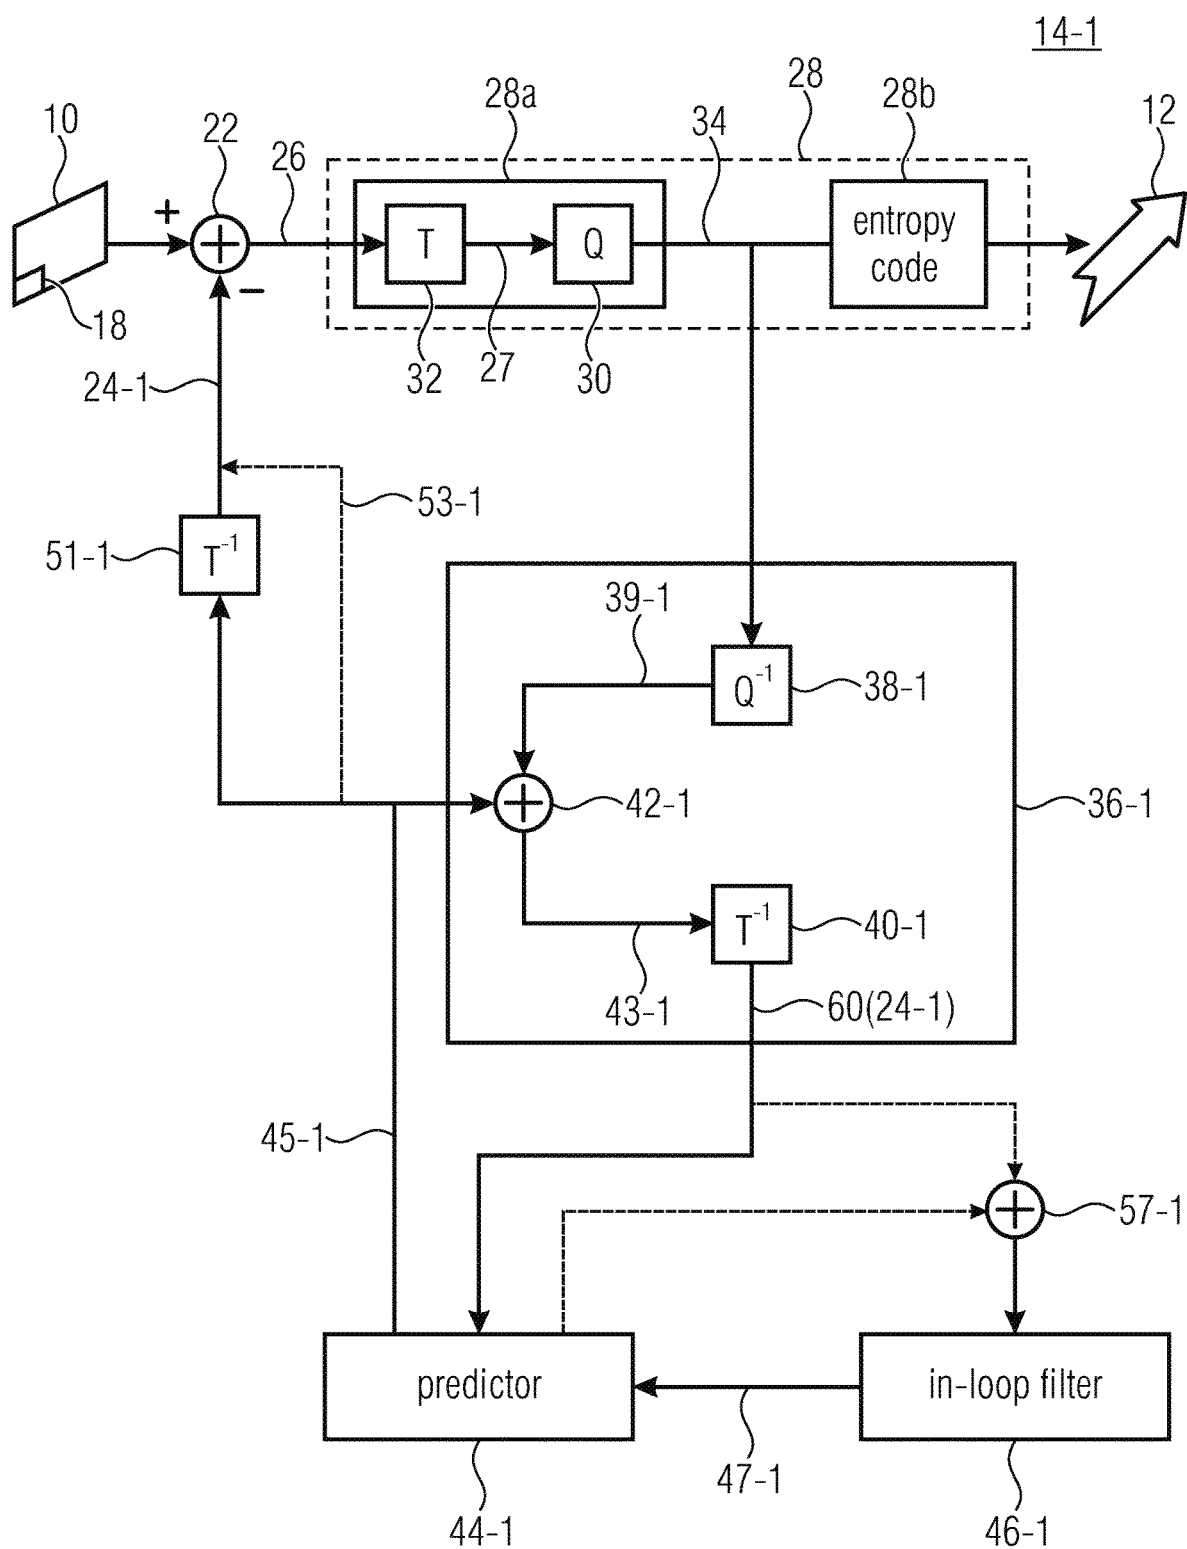 14-1
10
22
26
28a
34
28
28b
12
+
T
Q
entropy
code
−
18
24-1
32
27
30
53-1
51-1
T⁻¹
39-1
Q⁻¹
38-1
42-1
36-1
T⁻¹
40-1
43-1
60(24-1)
45-1
57-1
predictor
in-loop filter
47-1
44-1
46-1